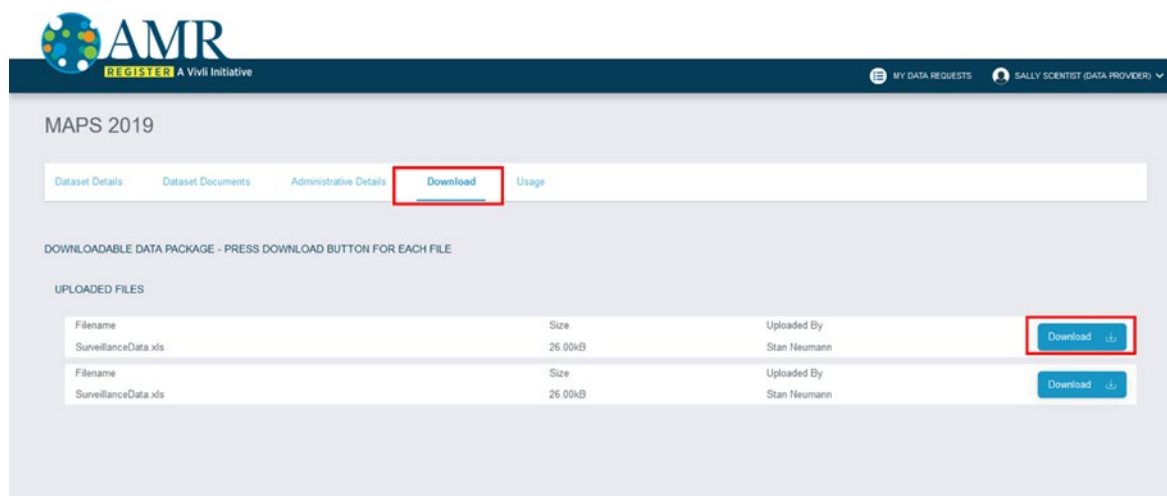 AMR
REGISTER A Vivli Initiative
MY DATA REQUESTS SALLY SCIENTIST (DATA PROVIDER)
MAPS 2019
Dataset Details Dataset Documents Administrative Details Download Usage
DOWNLOADABLE DATA PACKAGE - PRESS DOWNLOAD BUTTON FOR EACH FILE
UPLOADED FILES
Filename Size Uploaded By
SurveillanceData.xls 26.00kB Stan Neumann
Download
Filename Size Uploaded By
SurveillanceData.xls 26.00kB Stan Neumann
Download